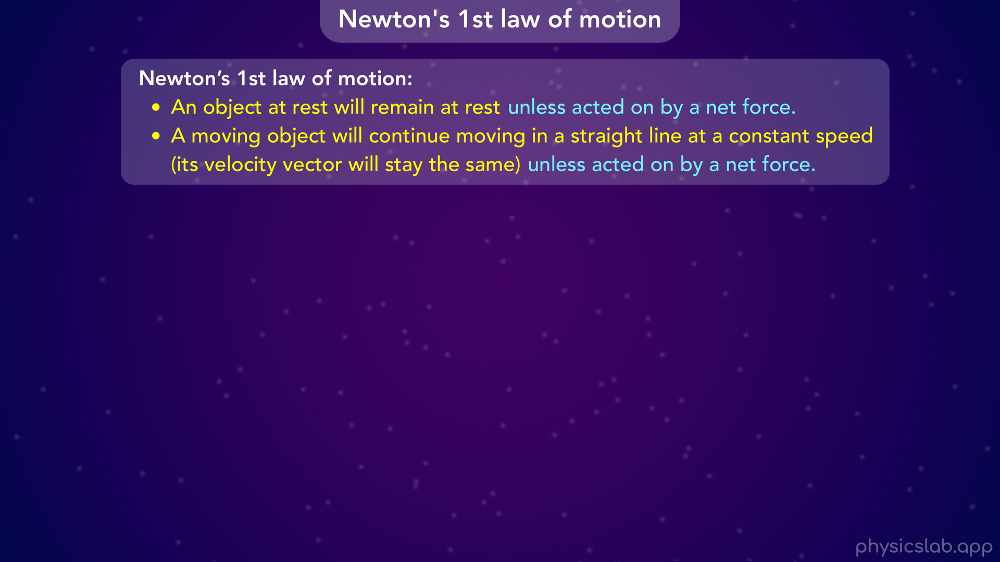 Newton's 1st law of motion
Newton’s 1st law of motion:
• An object at rest will remain at rest unless acted on by a net force.
• A moving object will continue moving in a straight line at a constant speed
(its velocity vector will stay the same) unless acted on by a net force.
physicslab.app